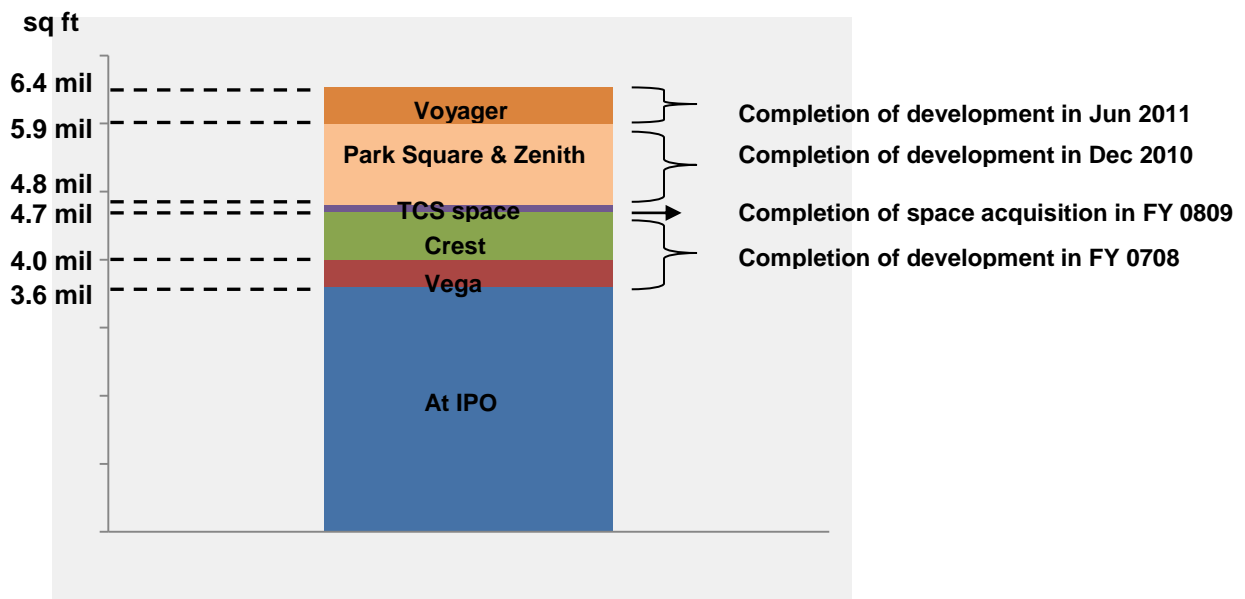 sq ft
6.4 mil
Voyager
Completion of development in Jun 2011
5.9 mil
Park Square & Zenith
Completion of development in Dec 2010
4.8 mil
4.7 mil
TCS space
Completion of space acquisition in FY 0809
Crest
4.0 mil
Completion of development in FY 0708
3.6 mil
Vega
At IPO